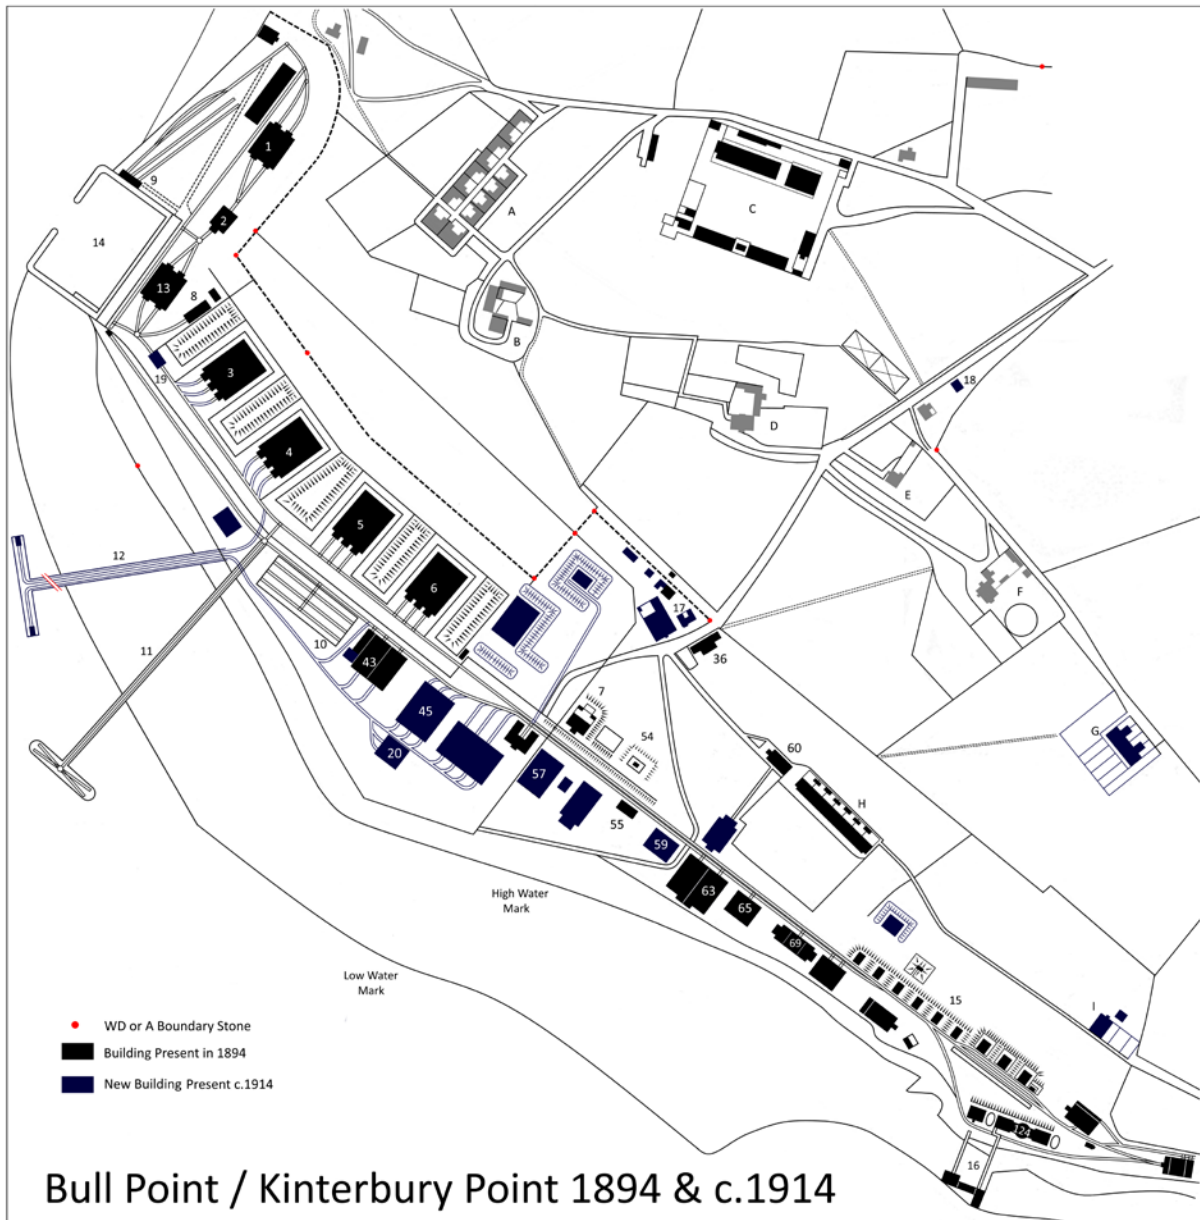 1
9
2
A
C
14
13
8
B
3
19
18
D
4
E
5
12
6
F
17
10
11
43
36
7
G
45
54
20
60
57
H
55
59
63
65
High Water
Mark
69
Low Water
Mark
15
I
WD or A Boundary Stone
Building Present in 1894
New Building Present c.1914
124
16
Bull Point / Kinterbury Point 1894 & c.1914